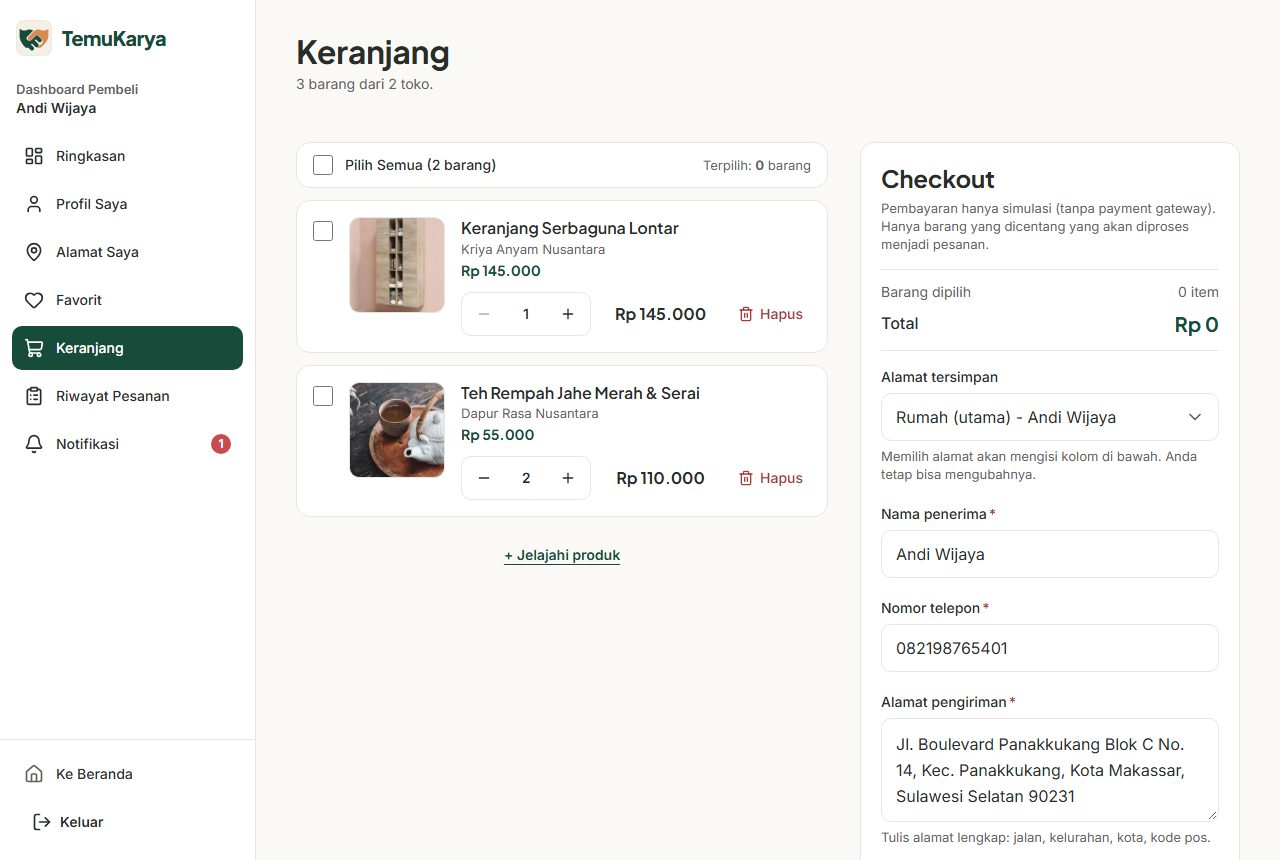 TemuKarya
Dashboard Pembeli
Andi Wijaya
Ringkasan
Profil Saya
Alamat Saya
Favorit
Keranjang
Riwayat Pesanan
Notifikasi
1
Ke Beranda
Keluar
Keranjang
3 barang dari 2 toko.
Pilih Semua (2 barang)
Terpilih: 0 barang
Keranjang Serbaguna Lontar
Kriya Anyam Nusantara
Rp 145.000
− 1 +
Rp 145.000
Hapus
Teh Rempah Jahe Merah & Serai
Dapur Rasa Nusantara
Rp 55.000
− 2 +
Rp 110.000
Hapus
+ Jelajahi produk
Checkout
Pembayaran hanya simulasi (tanpa payment gateway).
Hanya barang yang dicentang yang akan diproses
menjadi pesanan.
Barang dipilih
0 item
Total
Rp 0
Alamat tersimpan
Rumah (utama) - Andi Wijaya
Memilih alamat akan mengisi kolom di bawah. Anda
tetap bisa mengubahnya.
Nama penerima *
Andi Wijaya
Nomor telepon *
082198765401
Alamat pengiriman *
Jl. Boulevard Panakkukang Blok C No.
14, Kec. Panakkukang, Kota Makassar,
Sulawesi Selatan 90231
Tulis alamat lengkap: jalan, kelurahan, kota, kode pos.